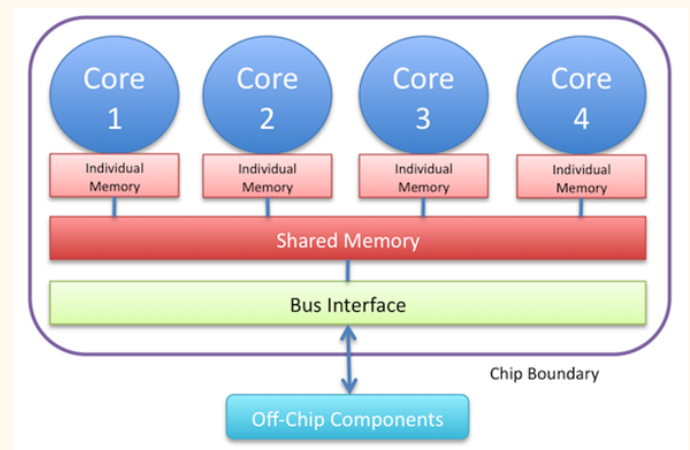 Core
1
Core
2
Core
3
Core
4
Individual
Memory
Individual
Memory
Individual
Memory
Individual
Memory
Shared Memory
Bus Interface
Chip Boundary
Off-Chip Components